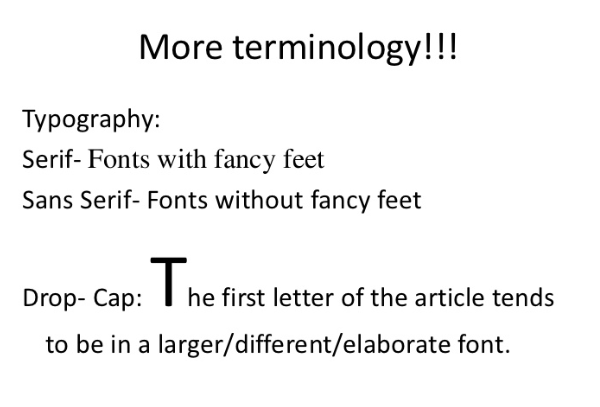 More terminology!!!
Typography:
Serif- Fonts with fancy feet
Sans Serif- Fonts without fancy feet
Drop- Cap: The first letter of the article tends
to be in a larger/different/elaborate font.